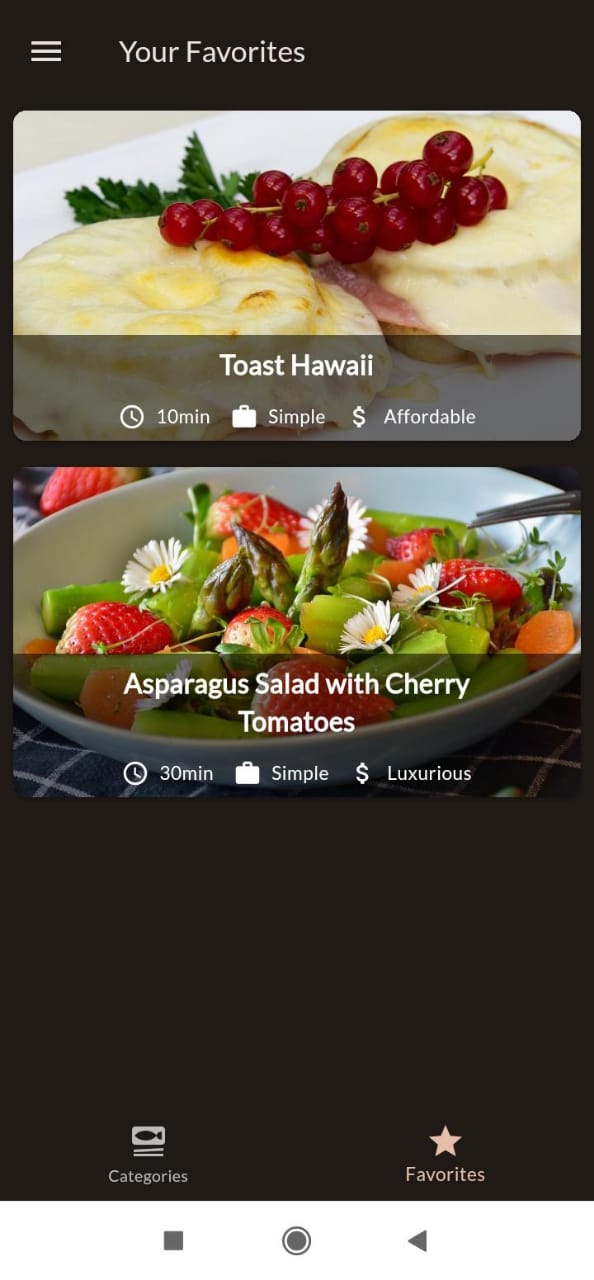 Your Favorites
Toast Hawaii
10min Simple Affordable
Asparagus Salad with Cherry
Tomatoes
30min Simple Luxurious
Categories Favorites